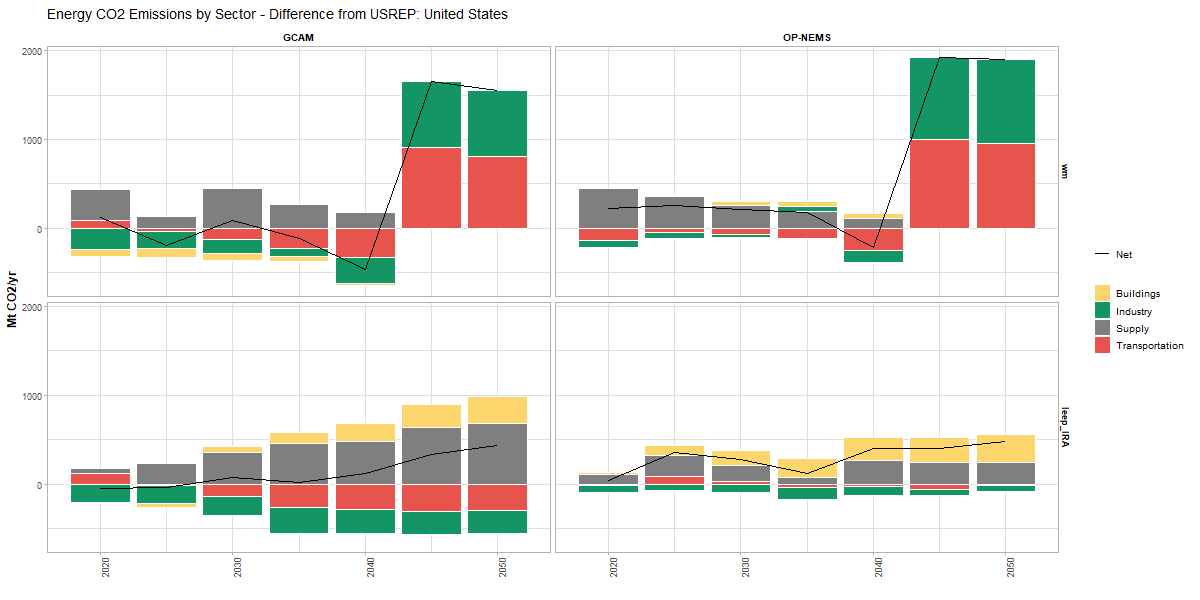 Energy CO2 Emissions by Sector - Difference from USREP: United States
GCAM
OP-NEMS
2000
1000
0
wm
2000
1000
0
leep_IRA
Mt CO2/yr
2020
2030
2040
2050
2020
2030
2040
2050
Net
Buildings
Industry
Supply
Transportation